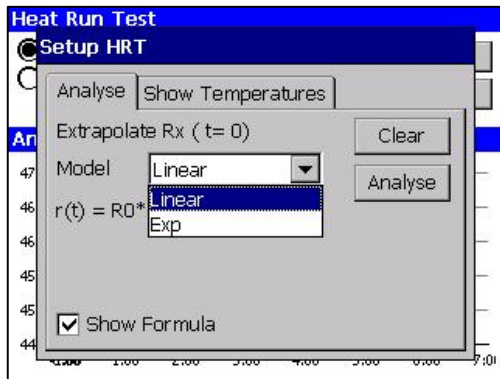 Heat Run Test
Setup HRT
Analyse Show Temperatures
Extrapolate Rx ( t= 0)
Clear
An
Model Linear
Analyse
47
Linear
r(t) = R0*
46
Exp
46
45
45
Show Formula
44
1.00 2.00 3.00 4.00 5.00 6.00 7:0